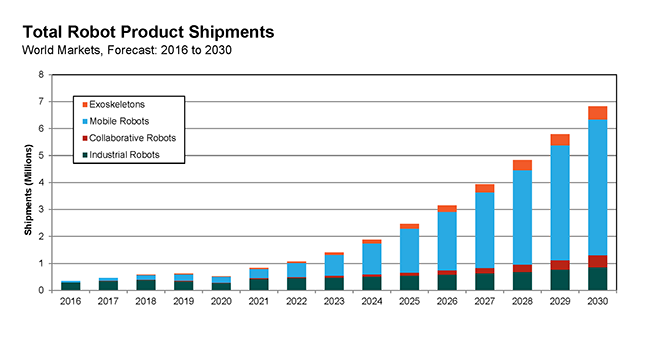 Total Robot Product Shipments
World Markets, Forecast: 2016 to 2030
8
7
6
5
4
3
2
1
0
Shipments (Millions)
Exoskeletons
Mobile Robots
Collaborative Robots
Industrial Robots
2016 2017 2018 2019 2020 2021 2022 2023 2024 2025 2026 2027 2028 2029 2030